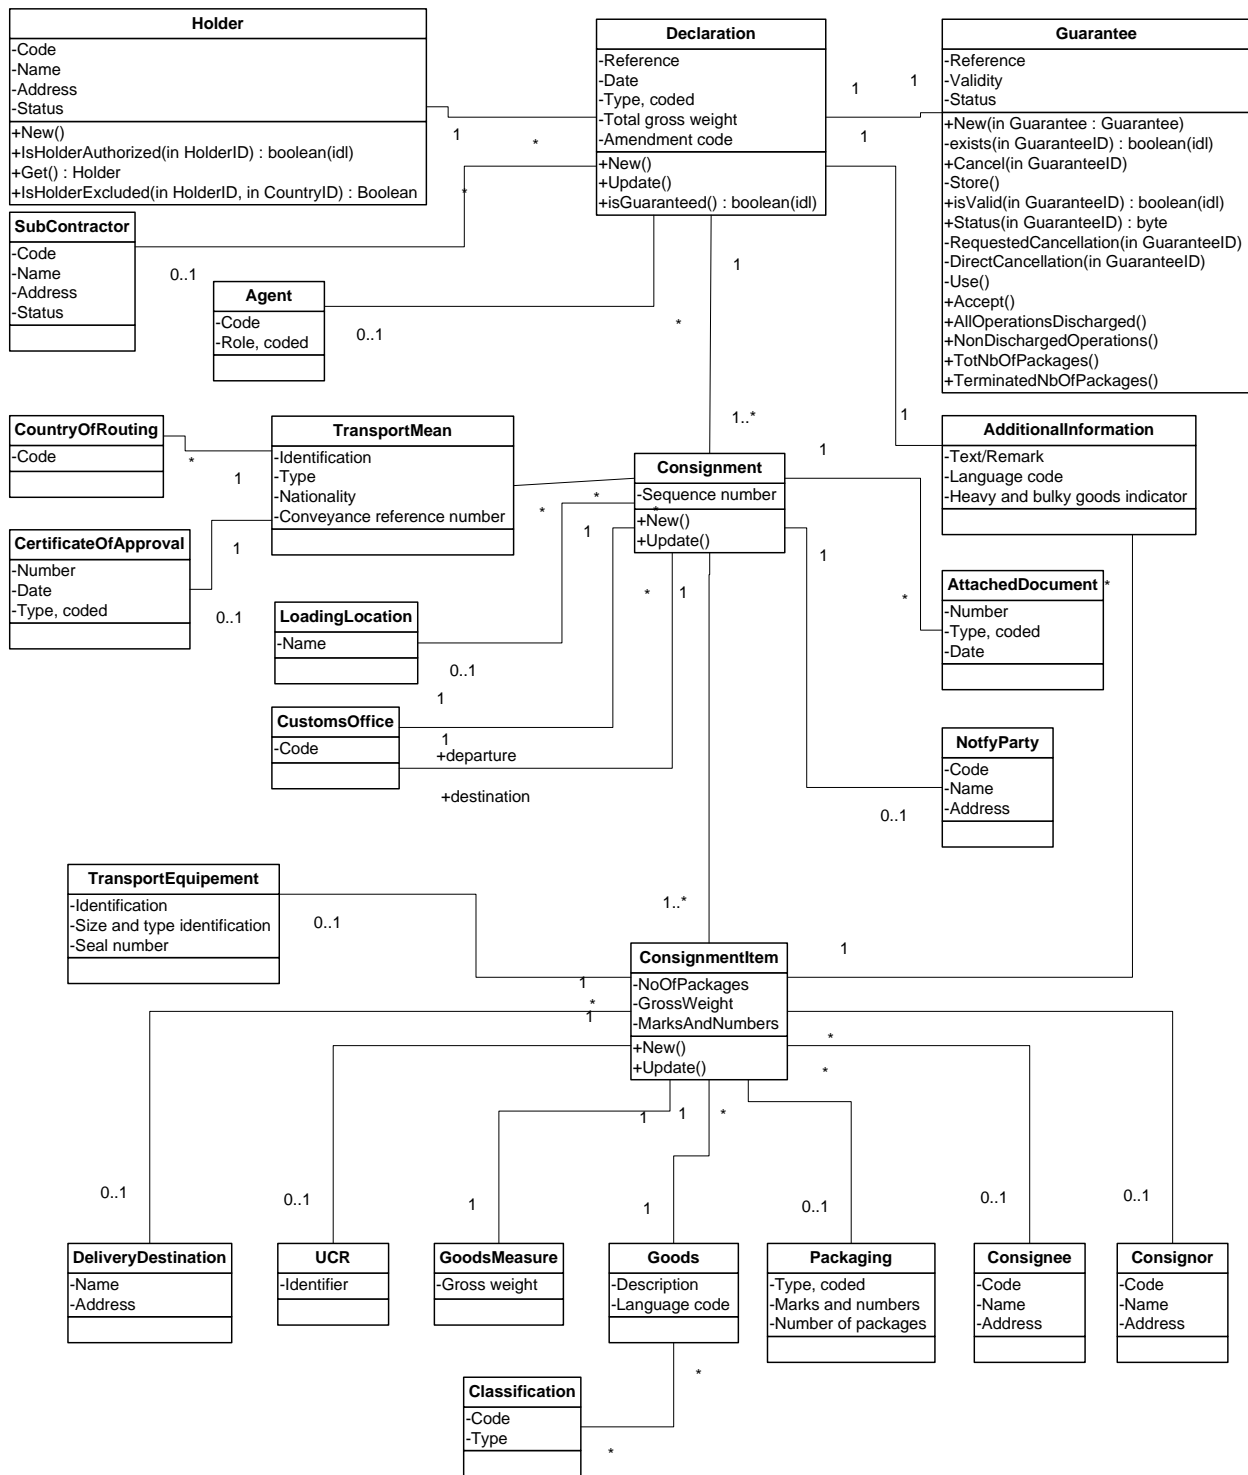 Holder
-Code
-Name
-Address
-Status
+New()
+IsHolderAuthorized(in HolderID) : boolean(idl)
+Get() : Holder
+IsHolderExcluded(in HolderID, in CountryID) : Boolean
Declaration
-Reference
-Date
-Type, coded
-Total gross weight
-Amendment code
+New()
+Update()
+isGuaranteed() : boolean(idl)
Guarantee
-Reference
-Validity
-Status
+New(in Guarantee : Guarantee)
-exists(in GuaranteeID) : boolean(idl)
+Cancel(in GuaranteeID)
-Store()
+isValid(in GuaranteeID) : boolean(idl)
+Status(in GuaranteeID) : byte
-RequestedCancellation(in GuaranteeID)
-DirectCancellation(in GuaranteeID)
-Use()
+Accept()
+AllOperationsDischarged()
+NonDischargedOperations()
+TotNbOfPackages()
+TerminatedNbOfPackages()
1
*
1
1
1
*
SubContractor
-Code
-Name
-Address
-Status
0..1
Agent
-Code
-Role, coded
0..1
*
1
1..*
1
CountryOfRouting
-Code
*
1
TransportMean
-Identification
-Type
-Nationality
-Conveyance reference number
*
*
*
Consignment
-Sequence number
+New()
+Update()
1
1
1
*
1
AdditionalInformation
-Text/Remark
-Language code
-Heavy and bulky goods indicator
CertificateOfApproval
-Number
-Date
-Type, coded
1
0..1
LoadingLocation
-Name
0..1
AttachedDocument
-Number
-Type, coded
-Date
*
*
CustomsOffice
-Code
1
1
+departure
+destination
NotfyParty
-Code
-Name
-Address
0..1
TransportEquipement
-Identification
-Size and type identification
-Seal number
0..1
1..*
ConsignmentItem
-NoOfPackages
-GrossWeight
-MarksAndNumbers
+New()
+Update()
1
1
*
1
*
*
1
1
*
0..1
0..1
1
1
0..1
0..1
0..1
DeliveryDestination
-Name
-Address
UCR
-Identifier
GoodsMeasure
-Gross weight
Goods
-Description
-Language code
Packaging
-Type, coded
-Marks and numbers
-Number of packages
Consignee
-Code
-Name
-Address
Consignor
-Code
-Name
-Address
*
Classification
-Code
-Type
*